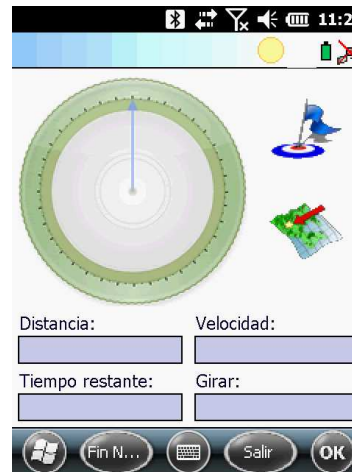 11:2
Distancia:
Velocidad:
Tiempo restante:
Girar:
Fin N...
Salir
OK